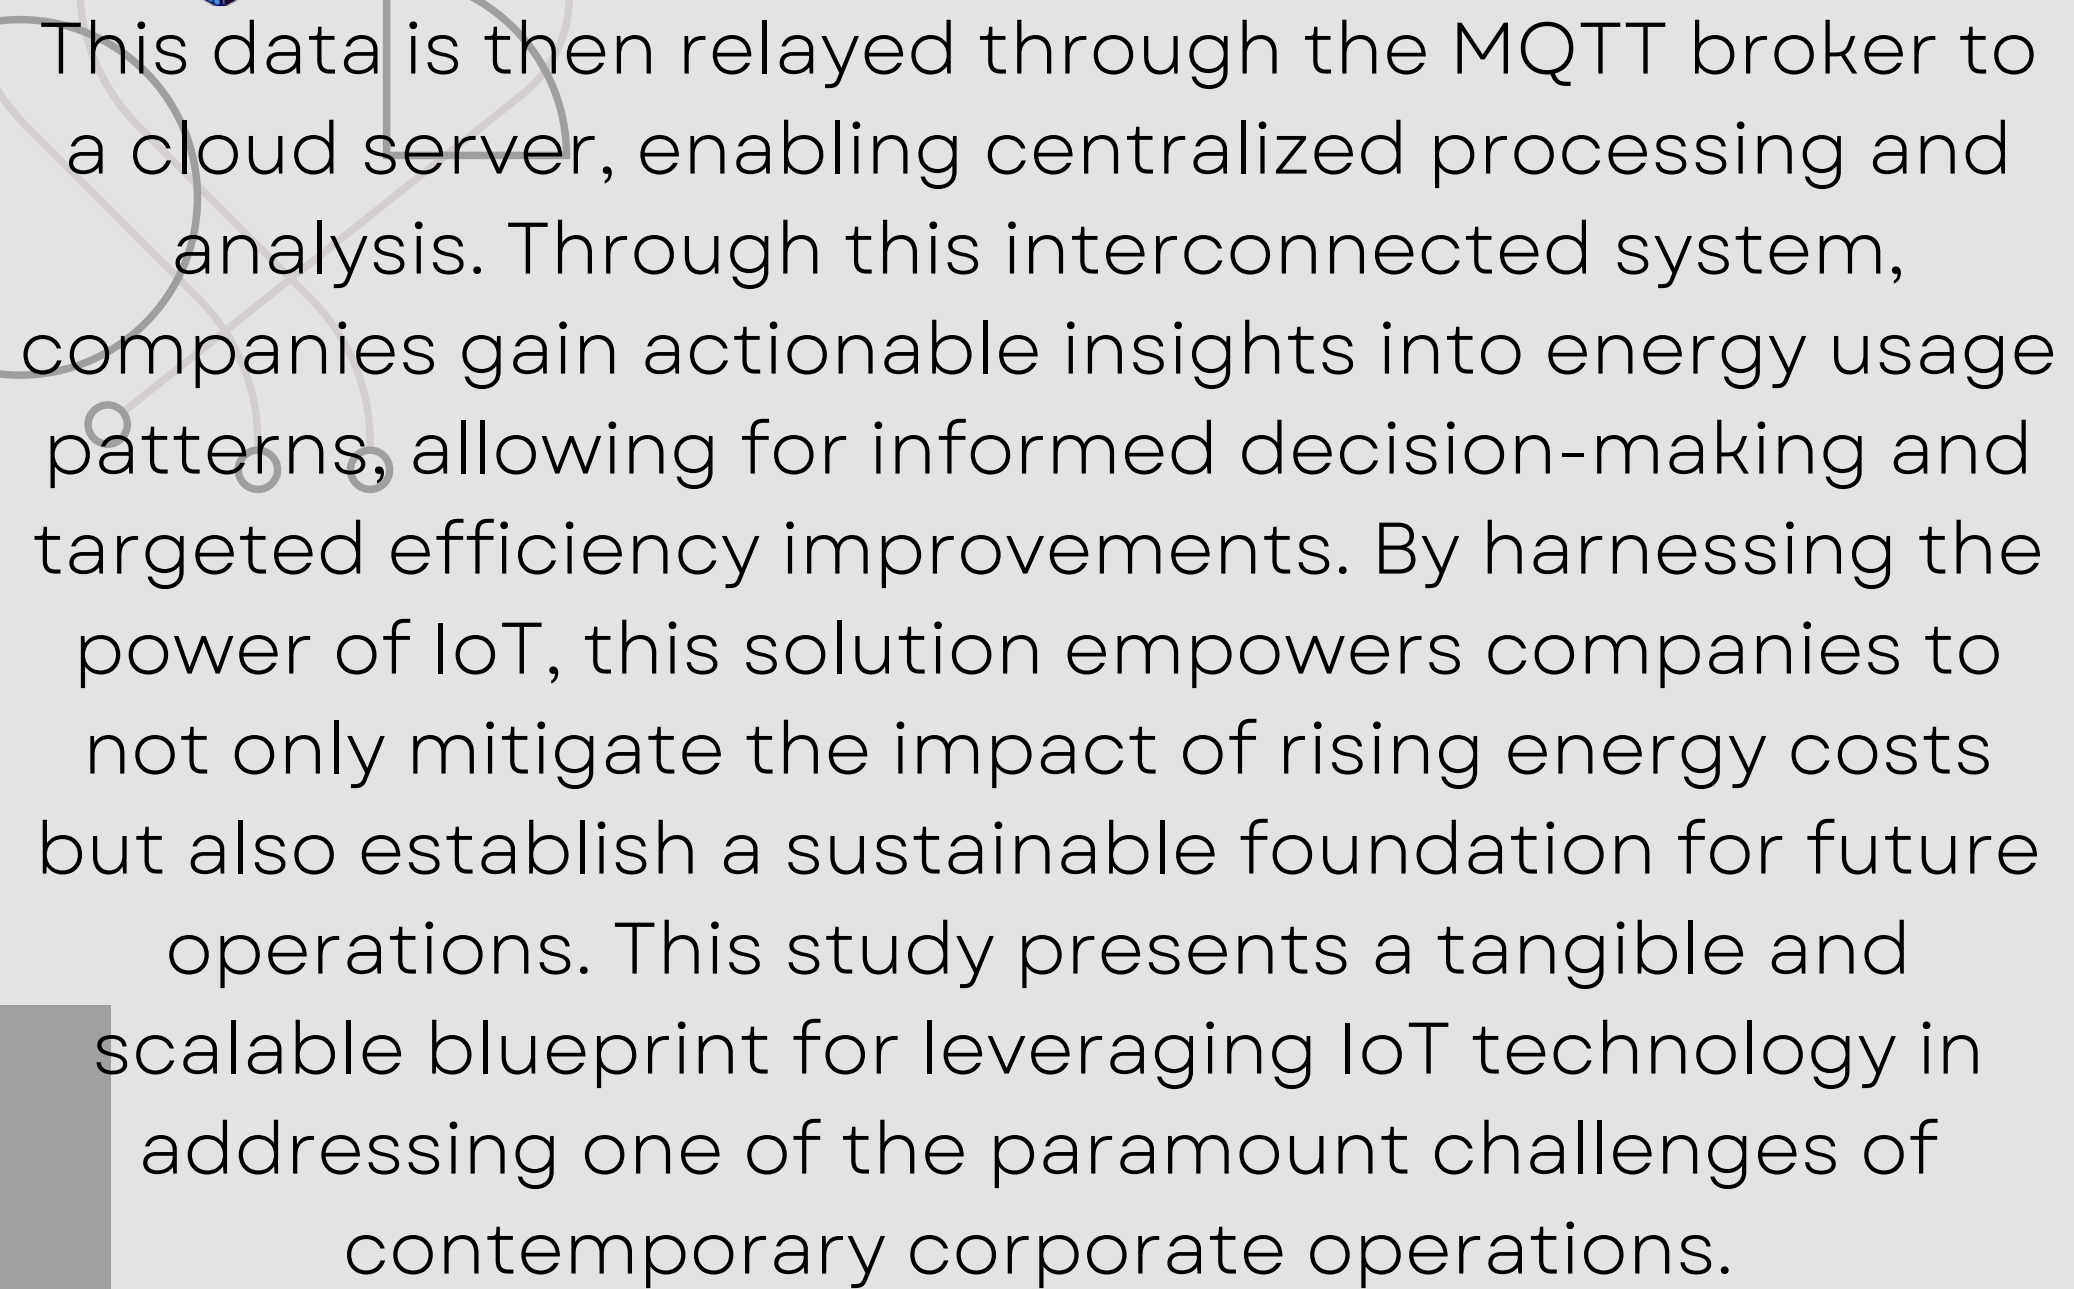 This data is then relayed through the MQTT broker to
a cloud server, enabling centralized processing and
analysis. Through this interconnected system,
companies gain actionable insights into energy usage
patterns, allowing for informed decision-making and
targeted efficiency improvements. By harnessing the
power of IoT, this solution empowers companies to
not only mitigate the impact of rising energy costs
but also establish a sustainable foundation for future
operations. This study presents a tangible and
scalable blueprint for leveraging IoT technology in
addressing one of the paramount challenges of
contemporary corporate operations.